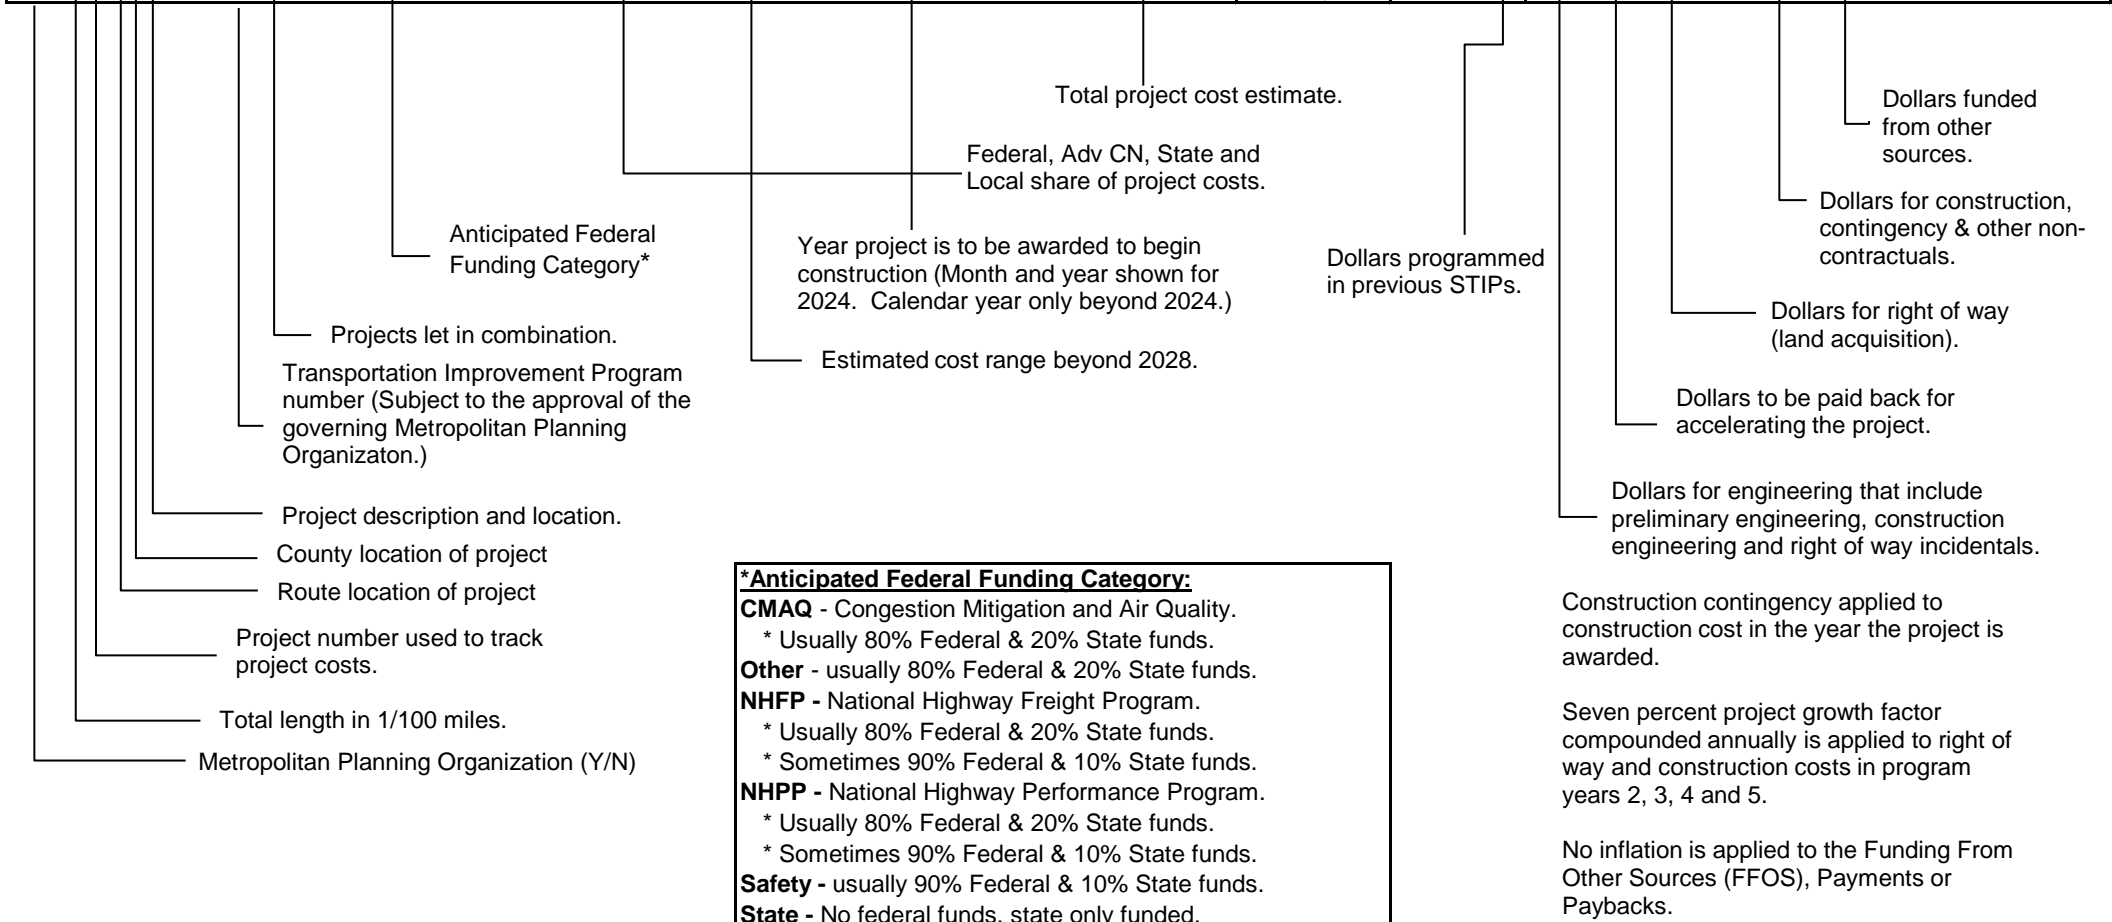 Total project cost estimate.
Dollars funded
from other
sources.
Federal, Adv CN, State and
Local share of project costs.
Dollars for construction,
contingency & other non-
contractuals.
Anticipated Federal
Funding Category*
Year project is to be awarded to begin
construction (Month and year shown for
2024.  Calendar year only beyond 2024.)
Dollars programmed
in previous STIPs.
Dollars for right of way
(land acquisition).
Projects let in combination.
Estimated cost range beyond 2028.
Transportation Improvement Program
number (Subject to the approval of the
governing Metropolitan Planning
Organizaton.)
Dollars to be paid back for
accelerating the project.
Dollars for engineering that include
preliminary engineering, construction
engineering and right of way incidentals.
Project description and location.
County location of project
Route location of project
Project number used to track
project costs.
Total length in 1/100 miles.
Metropolitan Planning Organization (Y/N)
*Anticipated Federal Funding Category:
CMAQ - Congestion Mitigation and Air Quality.
* Usually 80% Federal & 20% State funds.
Other - usually 80% Federal & 20% State funds.
NHFP - National Highway Freight Program.
* Usually 80% Federal & 20% State funds.
* Sometimes 90% Federal & 10% State funds.
NHPP - National Highway Performance Program.
* Usually 80% Federal & 20% State funds.
* Sometimes 90% Federal & 10% State funds.
Safety - usually 90% Federal & 10% State funds.
State - No federal funds, state only funded.
Construction contingency applied to
construction cost in the year the project is
awarded.
Seven percent project growth factor
compounded annually is applied to right of
way and construction costs in program
years 2, 3, 4 and 5.
No inflation is applied to the Funding From
Other Sources (FFOS), Payments or
Paybacks.